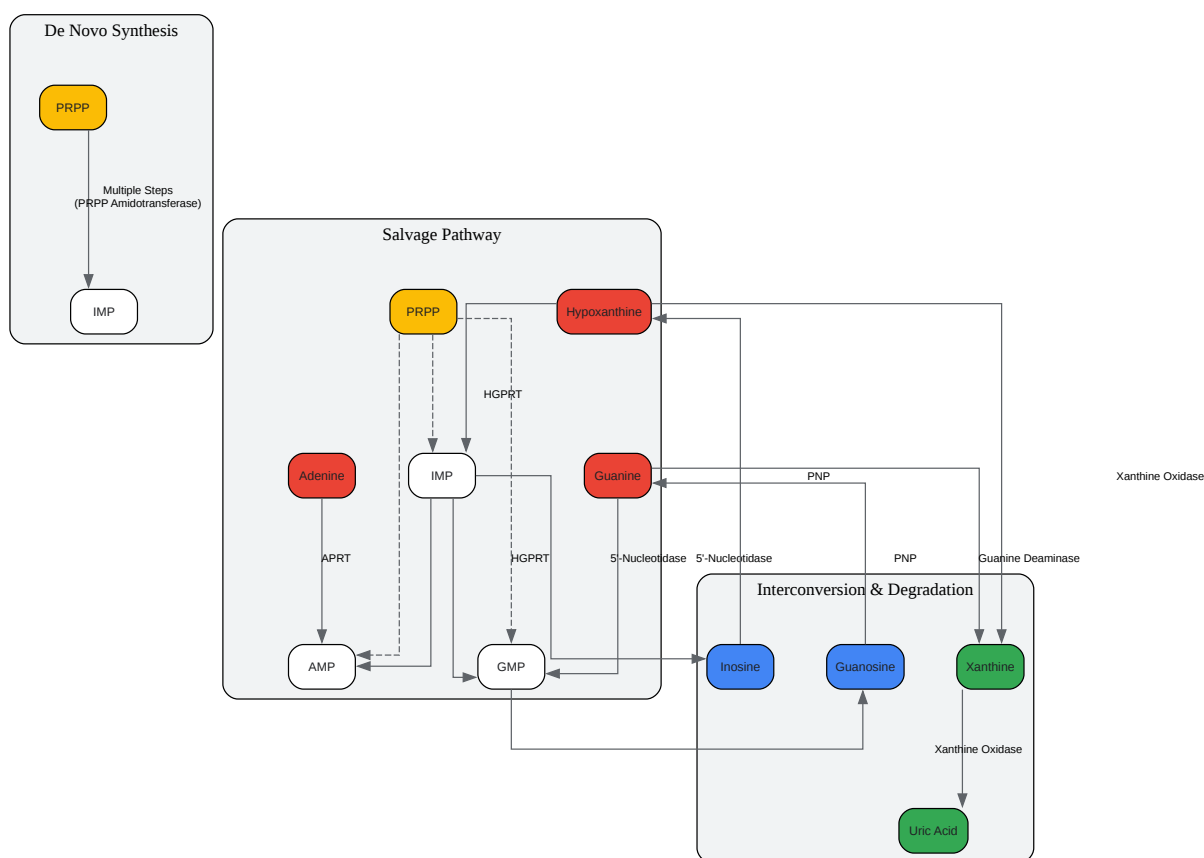 De Novo Synthesis
PRPP
Multiple Steps
(PRPP Amidotransferase)
IMP
Salvage Pathway
PRPP
Hypoxanthine
HGPRT
Adenine
IMP
Guanine
PNP
Xanthine Oxidase
APRT
HGPRT
5'-Nucleotidase
5'-Nucleotidase
PNP
Guanine Deaminase
Interconversion & Degradation
AMP
GMP
Inosine
Guanosine
Xanthine
Xanthine Oxidase
Uric Acid